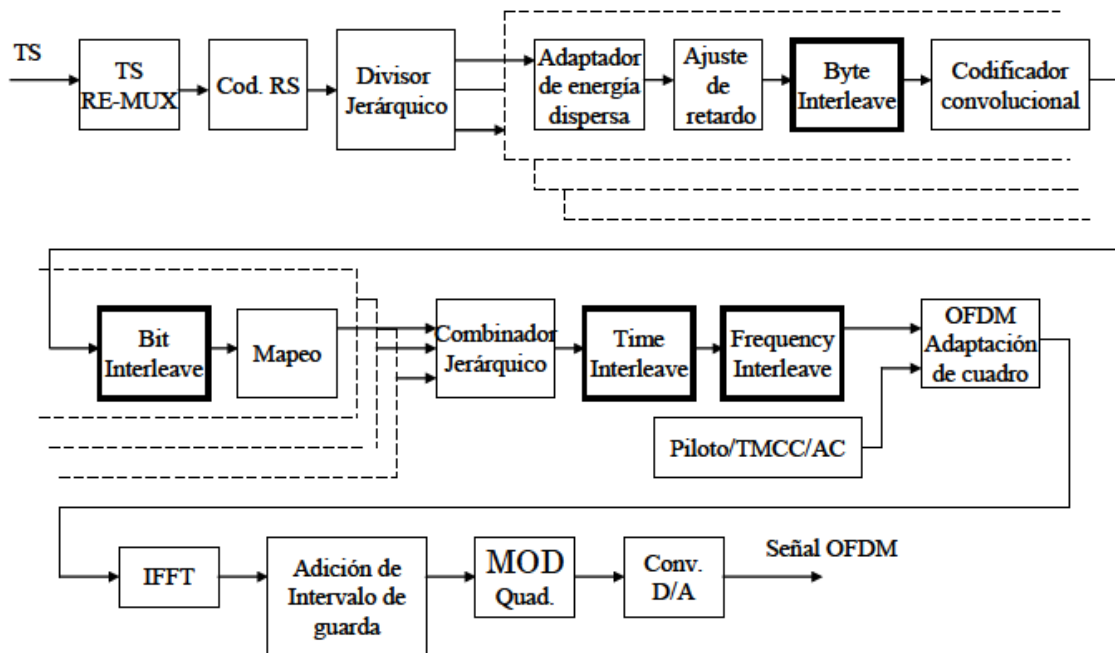 TS
TS
RE-MUX
Cod. RS
Divisor
Jerárquico
Adaptador
de energía
dispersa
Ajuste
de
retardo
Byte
Interleave
Codificador
convolucional
Bit
Interleave
Mapeo
Combinador
Jerárquico
Time
Interleave
Frequency
Interleave
OFDM
Adaptación
de cuadro
Piloto/TMCC/AC
IFFT
Adición de
Intervalo de
guarda
MOD
Quad.
Conv.
D/A
Señal OFDM